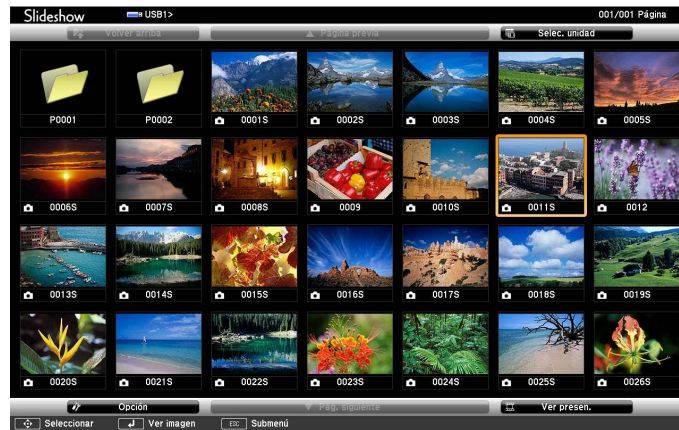 Slideshow USB1> 001/001 Página
Volver arriba Página previa Selec. unidad
P0001 P0002 0001S 0002S 0003S 0004S 0005S
0006S 0007S 0008S 0009 0010S 0011S 0012
0013S 0014S 0015S 0016S 0017S 0018S 0019S
0020S 0021S 0022S 0023S 0024S 0025S 0026S
Opción Pág. siguiente Ver presen.
Seleccionar Ver imagen ESC Submenú